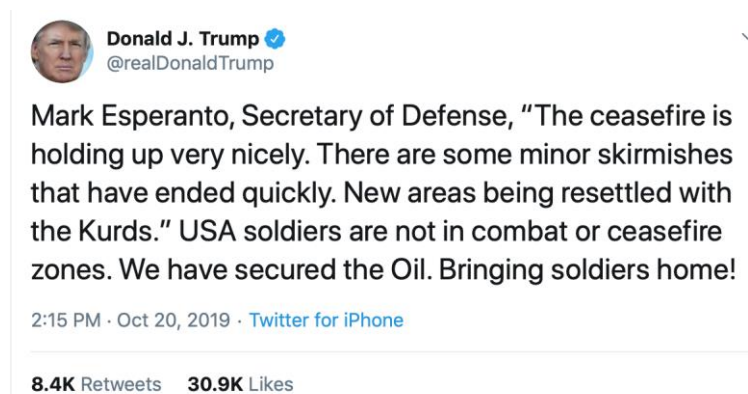 Donald J. Trump
@realDonaldTrump
Mark Esperanto, Secretary of Defense, “The ceasefire is
holding up very nicely. There are some minor skirmishes
that have ended quickly. New areas being resettled with
the Kurds.” USA soldiers are not in combat or ceasefire
zones. We have secured the Oil. Bringing soldiers home!
2:15 PM · Oct 20, 2019 · Twitter for iPhone
8.4K Retweets 30.9K Likes